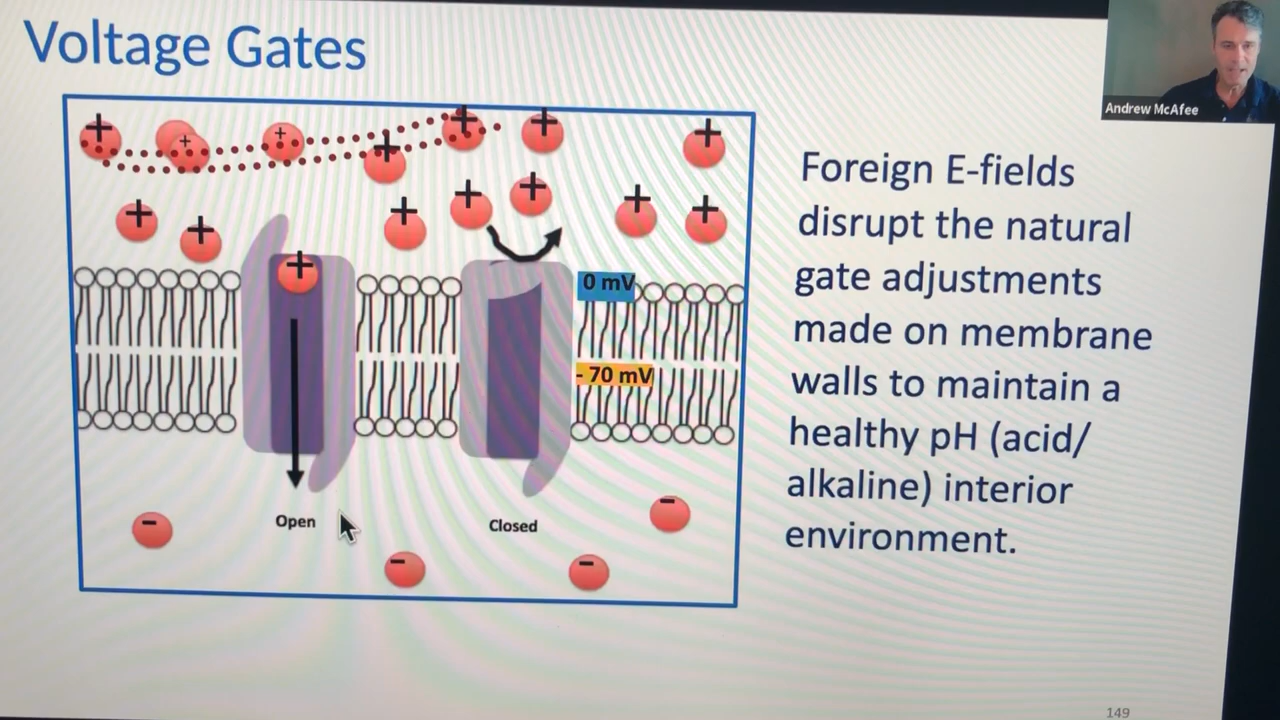 Voltage Gates
Andrew McAfee
+ + + + + + +
+ + + + + + +
+
0 mV
- 70 mV
Open
Closed
- - - -
Foreign E-fields
disrupt the natural
gate adjustments
made on membrane
walls to maintain a
healthy pH (acid/
alkaline) interior
environment.
149